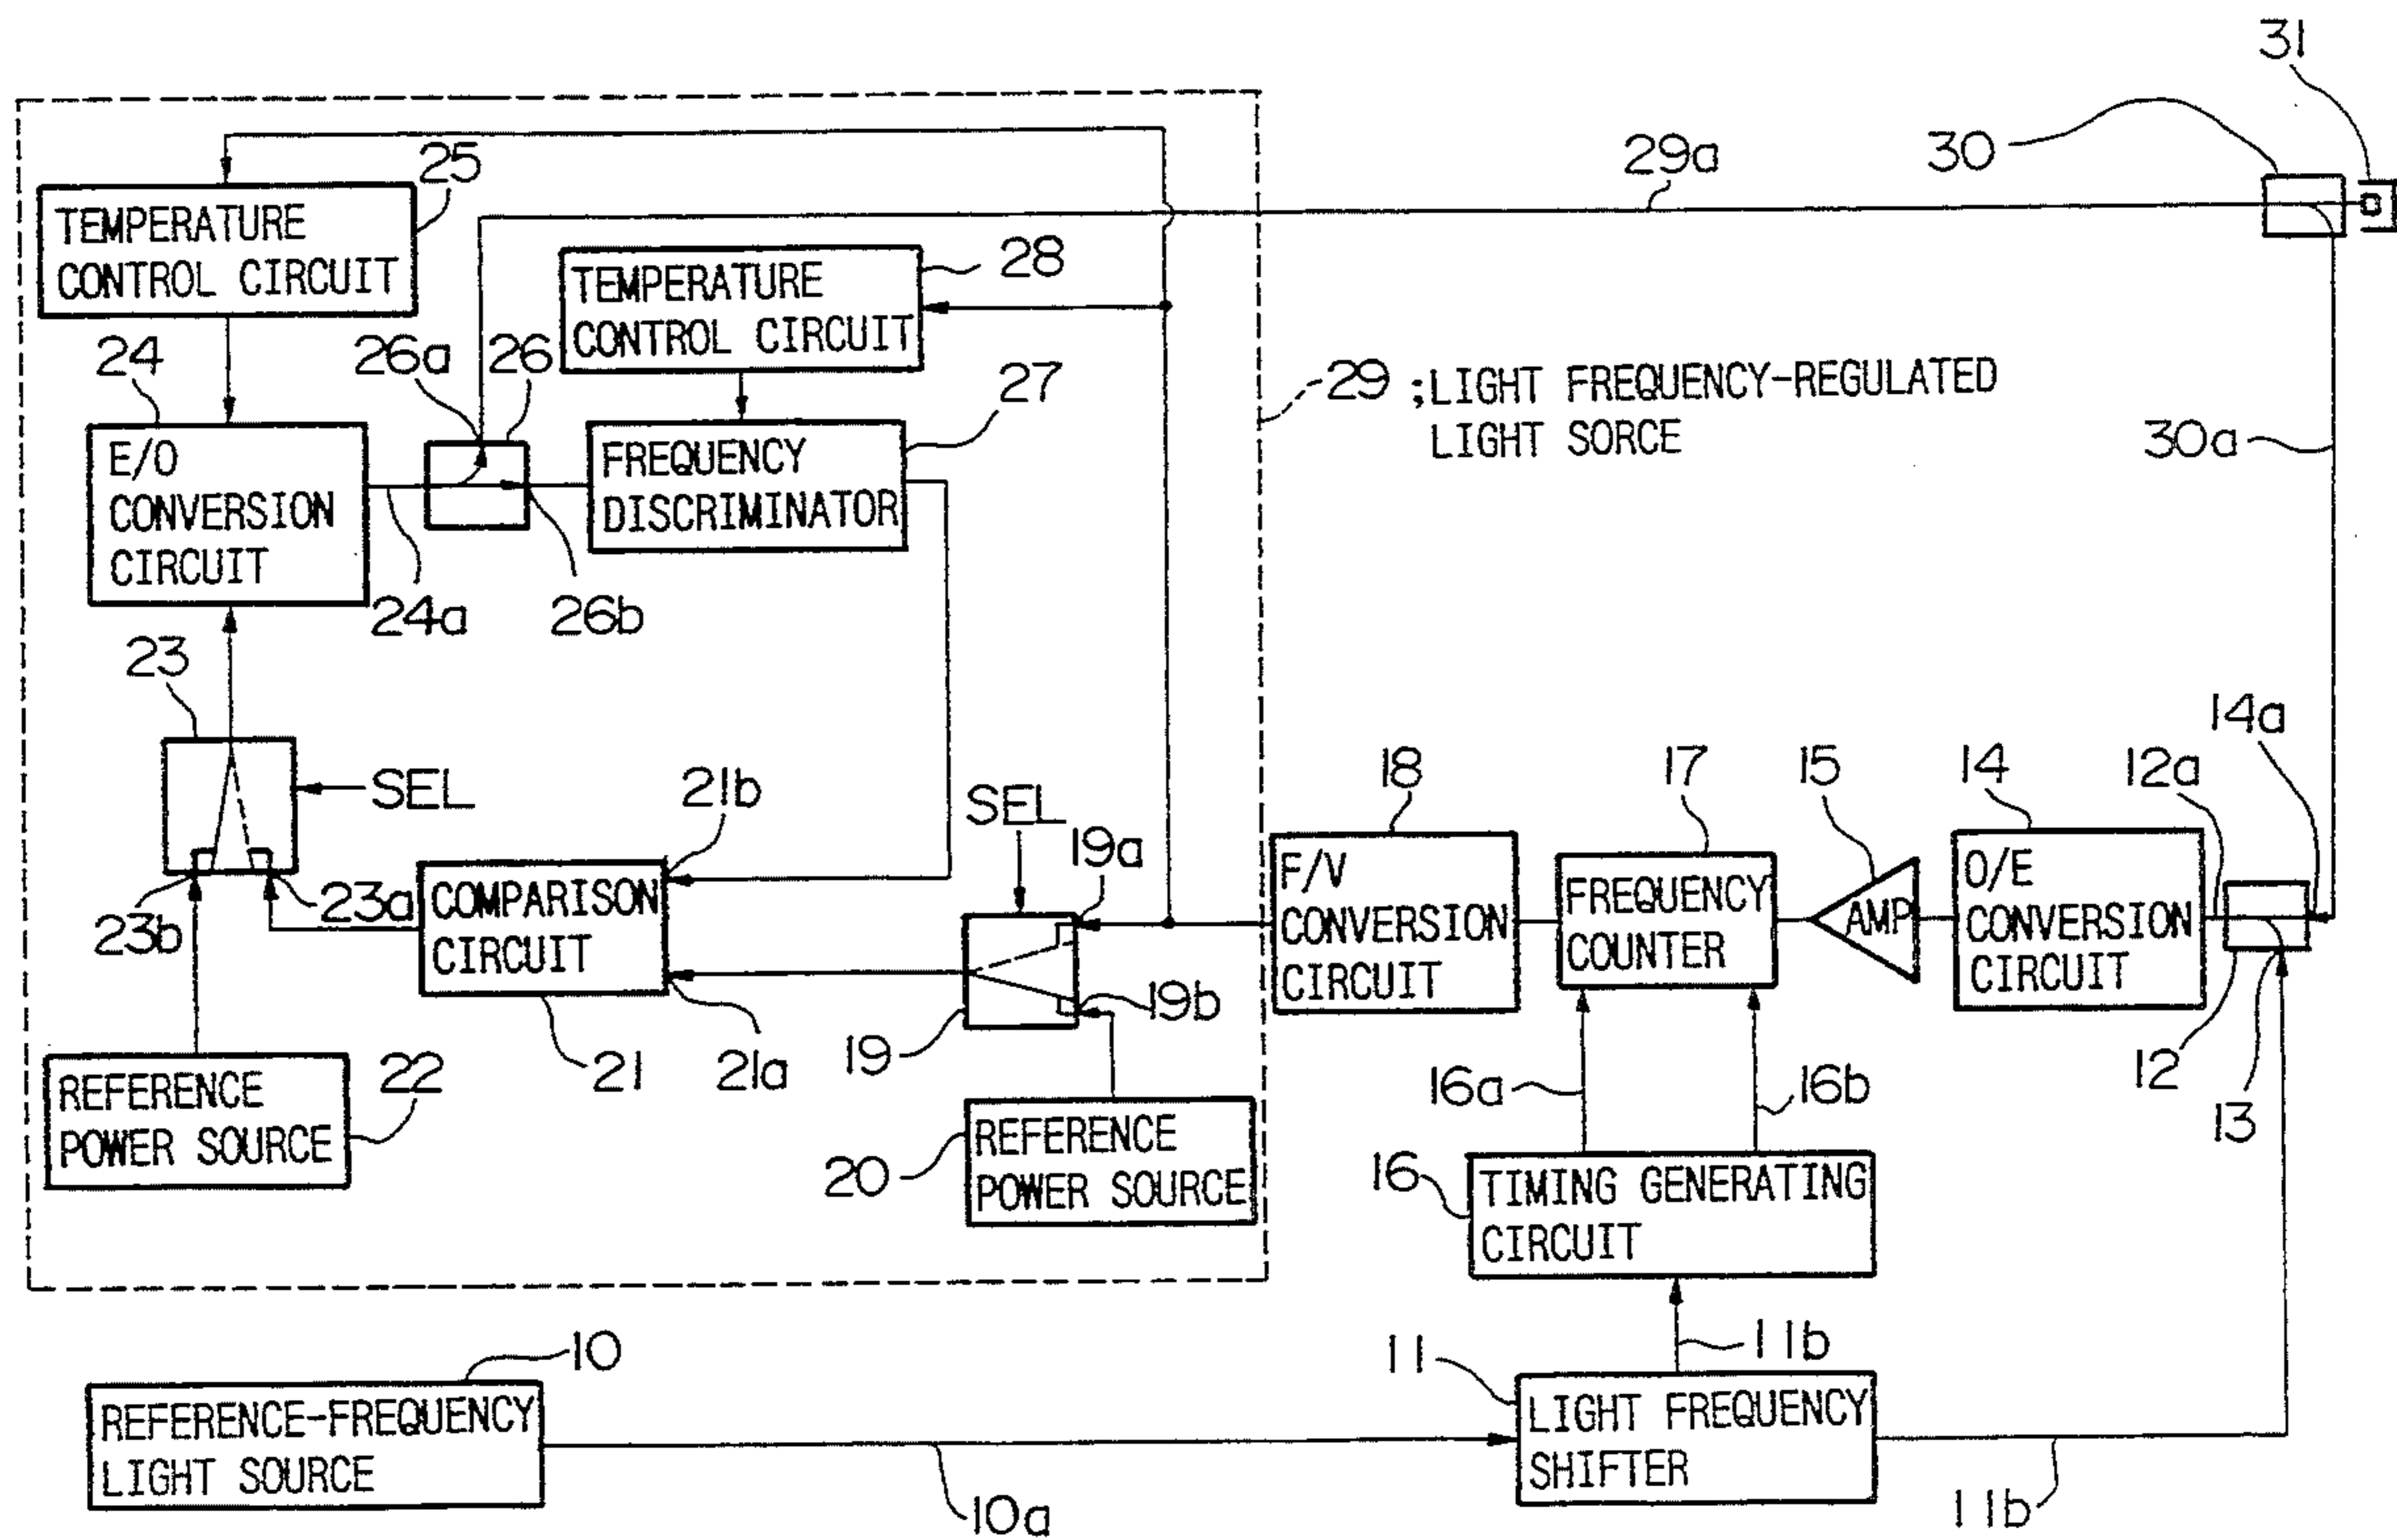 31
30
29a
25
TEMPERATURE
CONTROL CIRCUIT
28
TEMPERATURE
CONTROL CIRCUIT
24
26a
26
27
29 ;LIGHT FREQUENCY-REGULATED
LIGHT SORCE
30a
E/O
CONVERSION
CIRCUIT
FREQUENCY
DISCRIMINATOR
24a
26b
23
SEL
21b
SEL
19a
18
17
15
14
12a
14a
23b
23a
COMPARISON
CIRCUIT
F/V
CONVERSION
CIRCUIT
FREQUENCY
COUNTER
AMP
O/E
CONVERSION
CIRCUIT
19b
19
21
21a
12
13
22
REFERENCE
POWER SOURCE
20
REFERENCE
POWER SOURCE
16a
16b
16
TIMING GENERATING
CIRCUIT
10
11
11b
REFERENCE-FREQUENCY
LIGHT SOURCE
LIGHT FREQUENCY
SHIFTER
10a
11b